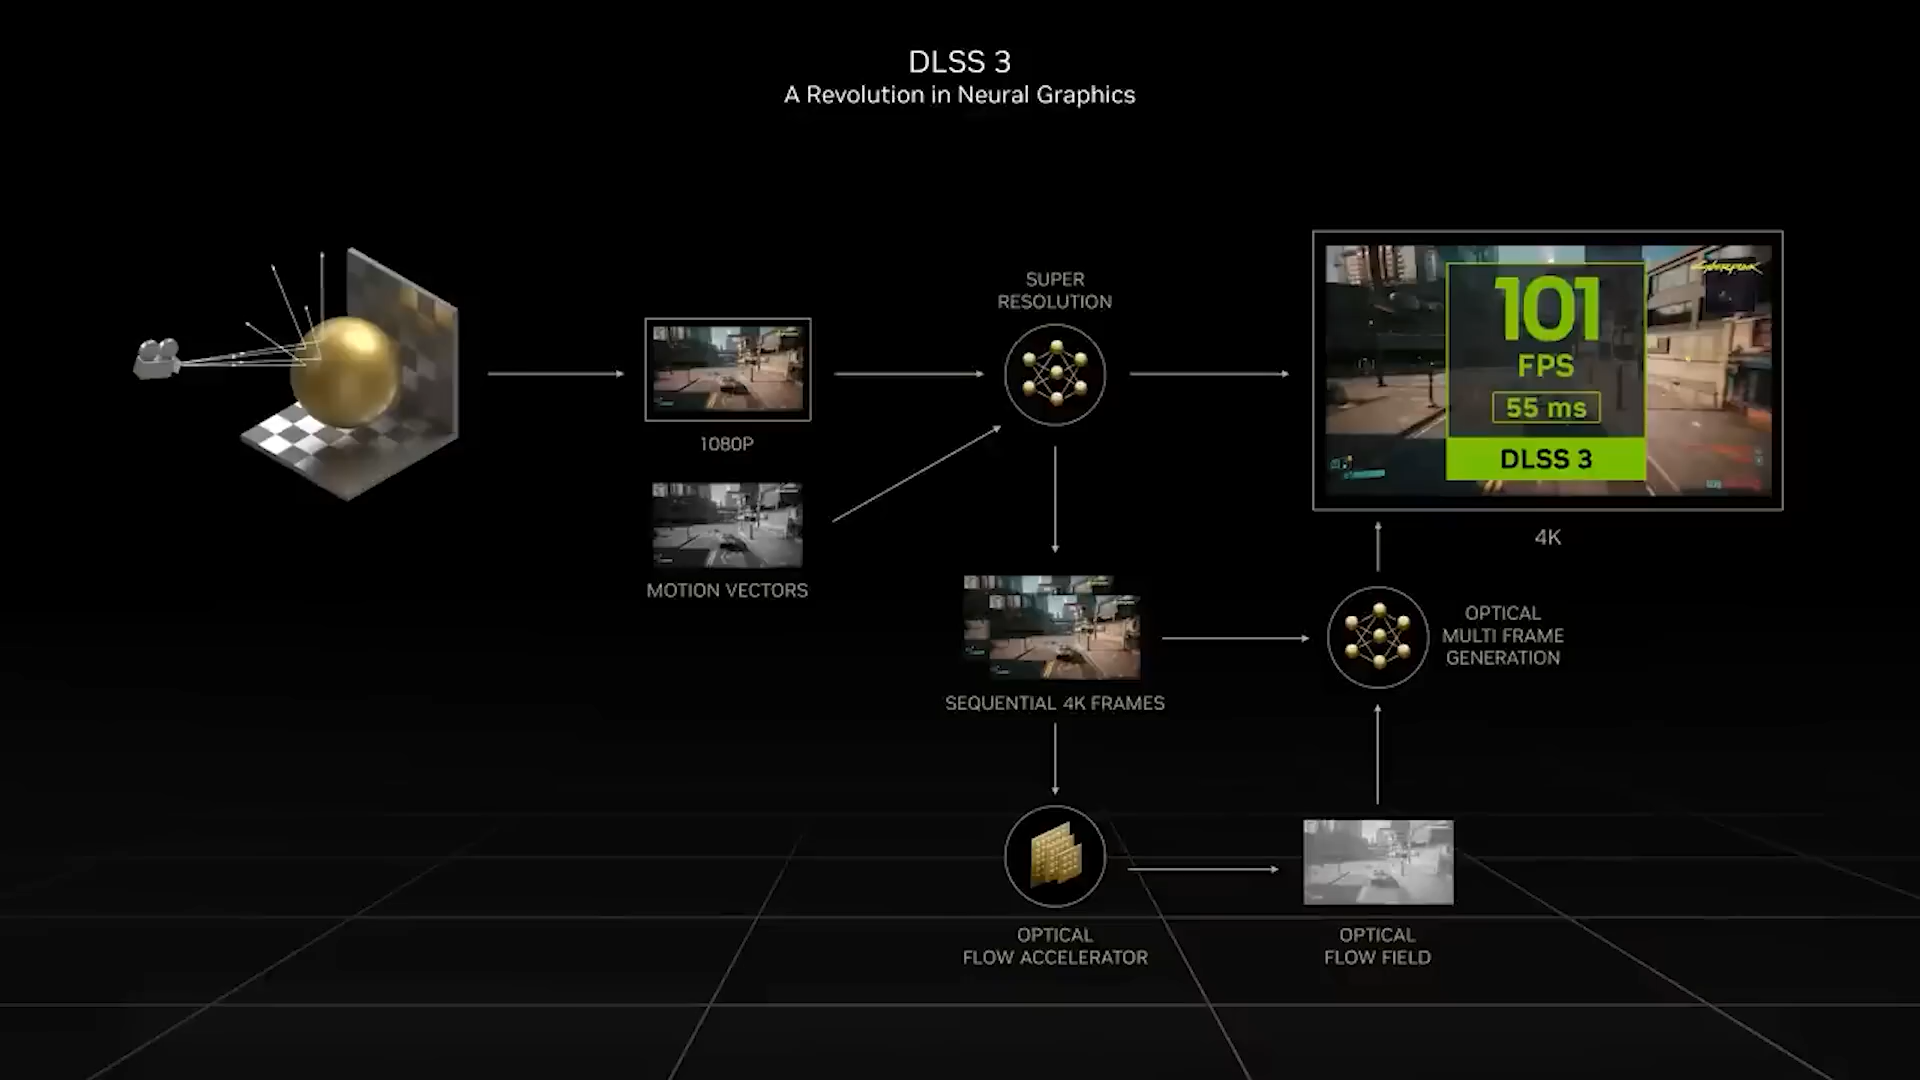 DLSS 3
A Revolution in Neural Graphics
SUPER
RESOLUTION
1080P
MOTION VECTORS
CYBERPUNK
101
FPS
55 ms
DLSS 3
4K
SEQUENTIAL 4K FRAMES
OPTICAL
MULTI FRAME
GENERATION
OPTICAL
FLOW ACCELERATOR
OPTICAL
FLOW FIELD